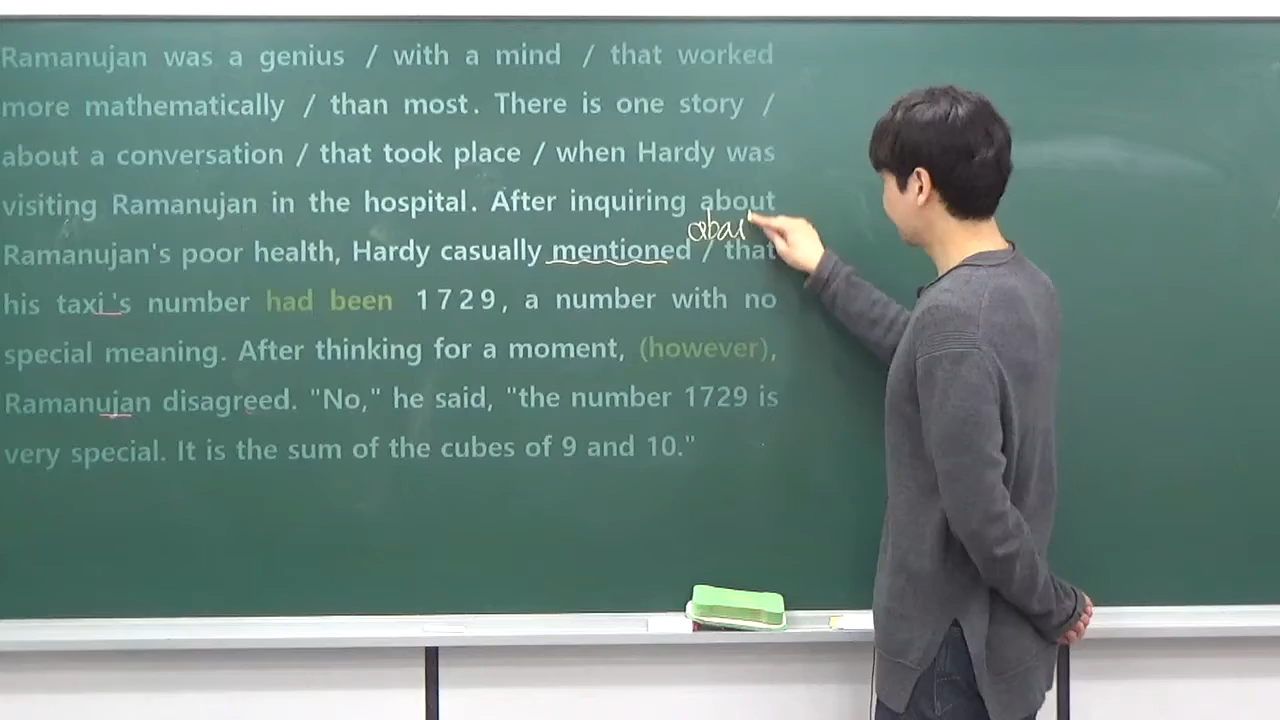 Ramanujan was a genius / with a mind / that worked
more mathematically / than most. There is one story /
about a conversation / that took place / when Hardy was
visiting Ramanujan in the hospital. After inquiring about
abou
Ramanujan's poor health, Hardy casually mentioned / that
his taxi's number had been 1729, a number with no
special meaning. After thinking for a moment, (however),
Ramanujan disagreed. "No," he said, "the number 1729 is
very special. It is the sum of the cubes of 9 and 10."